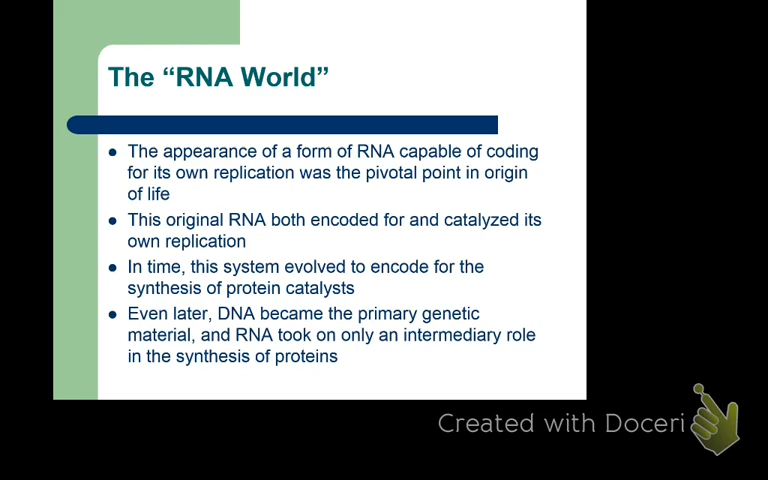 The “RNA World”
● The appearance of a form of RNA capable of coding
for its own replication was the pivotal point in origin
of life
● This original RNA both encoded for and catalyzed its
own replication
● In time, this system evolved to encode for the
synthesis of protein catalysts
● Even later, DNA became the primary genetic
material, and RNA took on only an intermediary role
in the synthesis of proteins
Created with Doceri